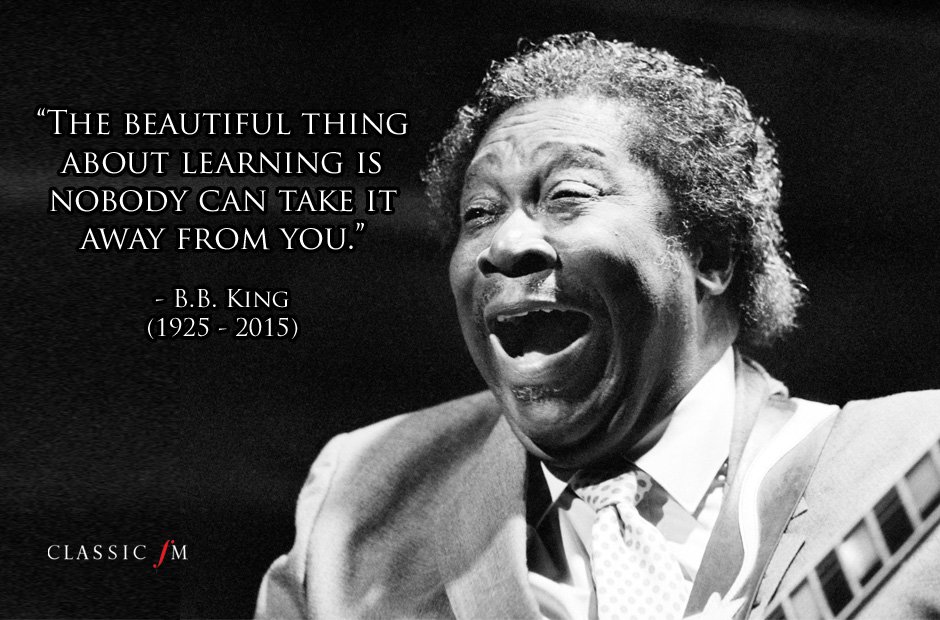 “The beautiful thing
about learning is
nobody can take it
away from you.”
- B.B. King
(1925 - 2015)
CLASSIC fM